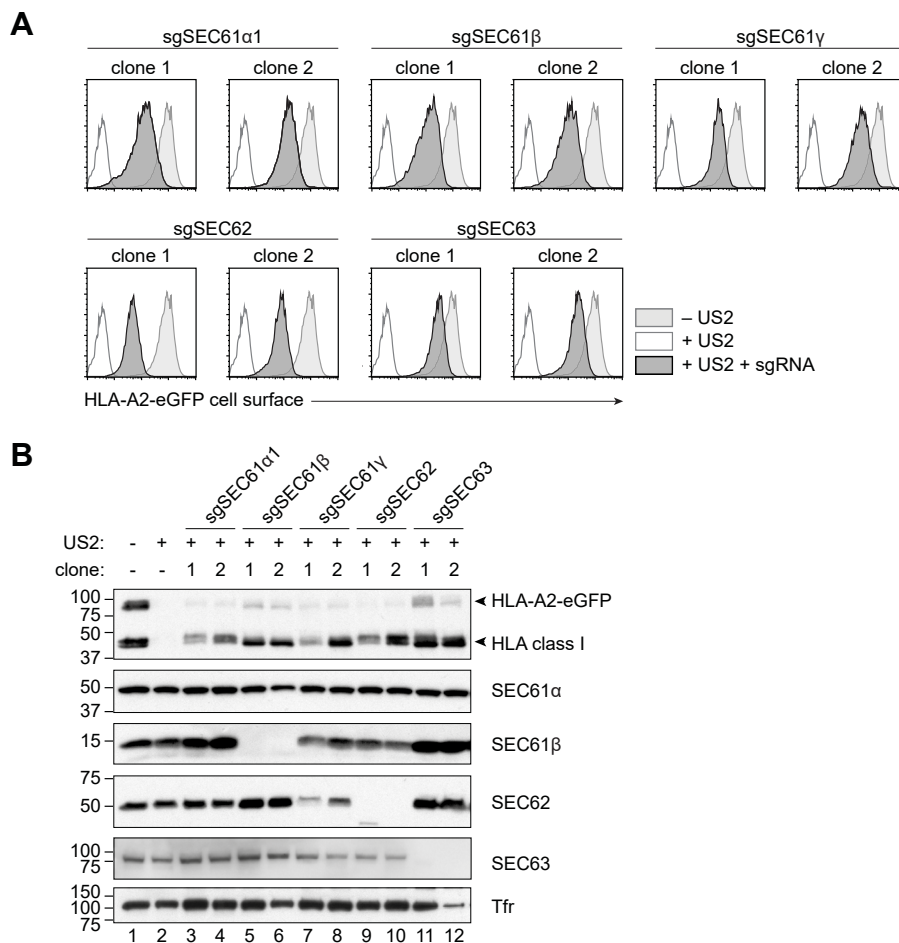 A
sgSEC61α1 sgSEC61β sgSEC61γ
clone 1 clone 2 clone 1 clone 2 clone 1 clone 2
sgSEC62 sgSEC63
clone 1 clone 2 clone 1 clone 2
– US2
+ US2
+ US2 + sgRNA
HLA-A2-eGFP cell surface
B
sgSEC61α1 sgSEC61β sgSEC61γ sgSEC62 sgSEC63
US2: - + + + + + + + + + + +
clone: - - 1 2 1 2 1 2 1 2 1 2
100 HLA-A2-eGFP
75
50 HLA class I
37
50 SEC61α
37
15 SEC61β
75
50 SEC62
100 SEC63
75
150
100 Tfr
75
1 2 3 4 5 6 7 8 9 10 11 12